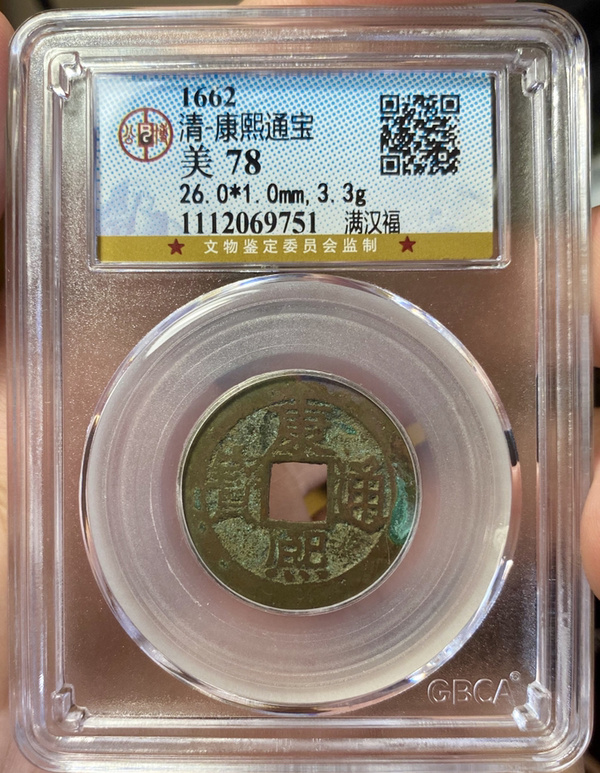 1662
清-康熙通宝
美 78
26.0*1.0mm, 3.3g
1112069751 满汉福
★ 文物鉴定委员会监制 ★
康熙通寶
GBCA®